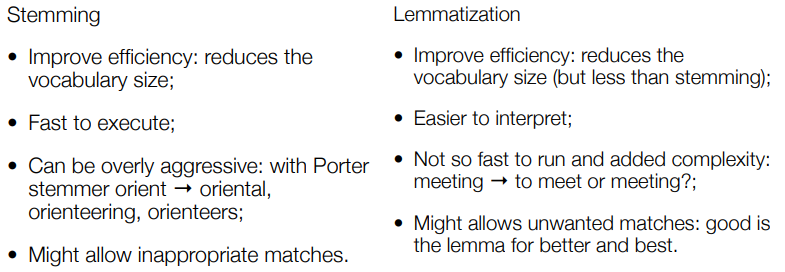 Stemming
• Improve efficiency: reduces the
vocabulary size;
• Fast to execute;
• Can be overly aggressive: with Porter
stemmer orient → oriental,
orienteering, orienteers;
• Might allow inappropriate matches.
Lemmatization
• Improve efficiency: reduces the
vocabulary size (but less than stemming);
• Easier to interpret;
• Not so fast to run and added complexity:
meeting → to meet or meeting?;
• Might allows unwanted matches: good is
the lemma for better and best.